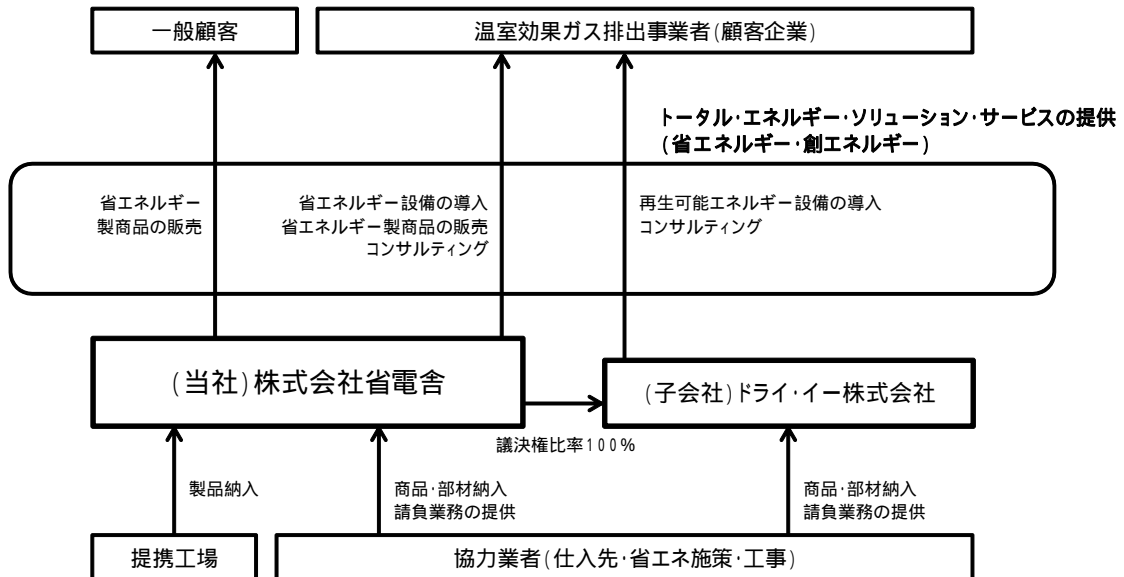 一般顧客
温室効果ガス排出事業者(顧客企業)
トータル・エネルギー・ソリューション・サービスの提供
(省エネルギー・創エネルギー)
省エネルギー
製商品の販売
省エネルギー設備の導入
省エネルギー製商品の販売
コンサルティング
再生可能エネルギー設備の導入
コンサルティング
(当社)株式会社省電舎
(子会社)ドライ・イー株式会社
議決権比率100%
製品納入
商品・部材納入
請負業務の提供
商品・部材納入
請負業務の提供
提携工場
協力業者(仕入先・省エネ施策・工事)